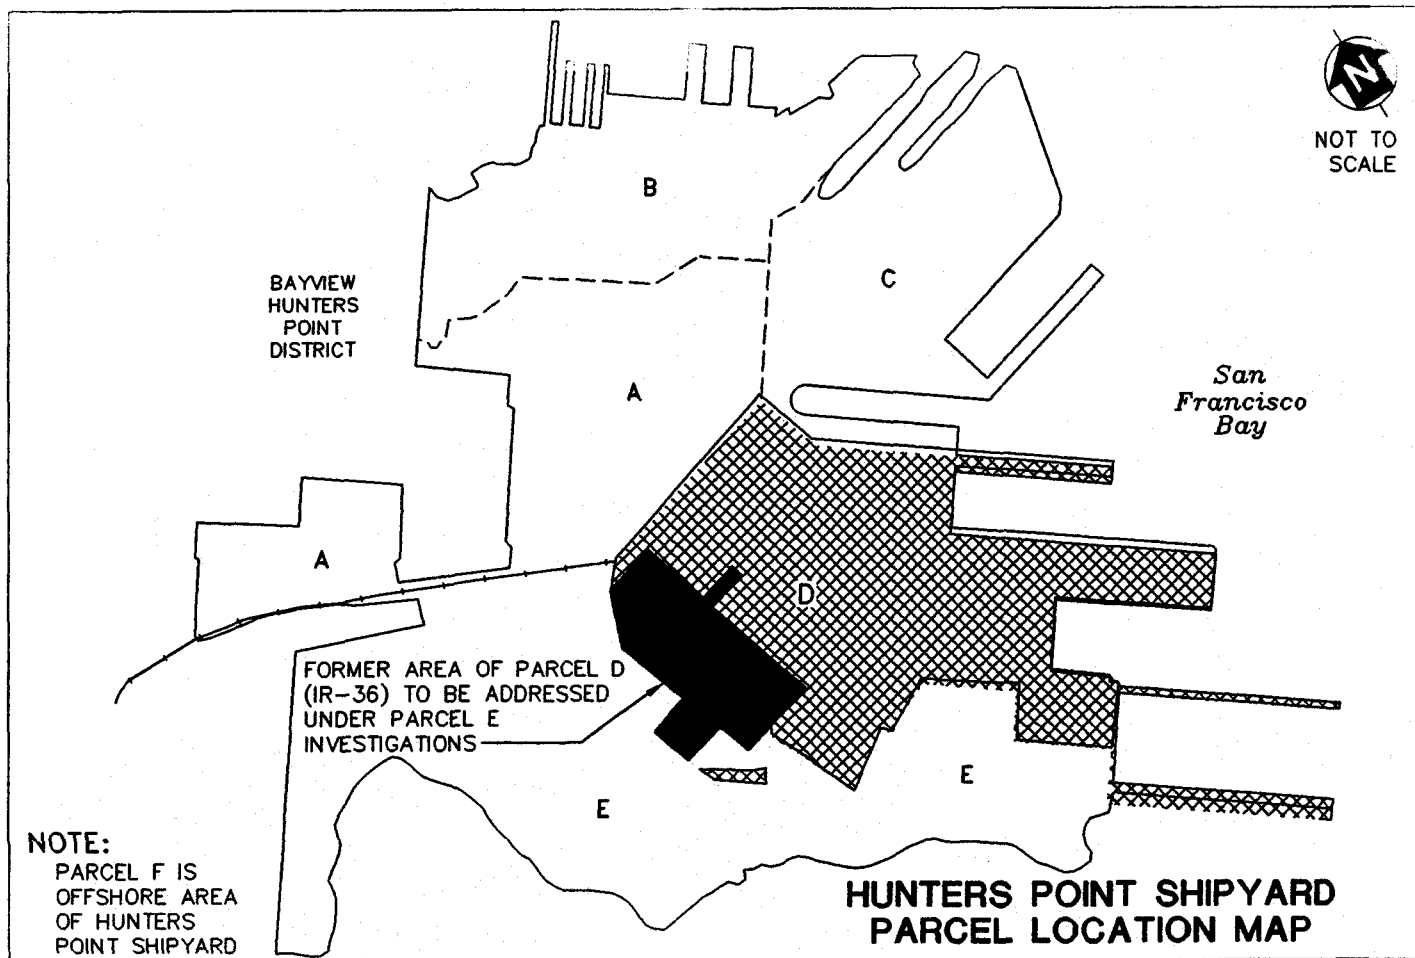 N
NOT TO
SCALE
B
BAYVIEW
HUNTERS
POINT
DISTRICT
C
A
San
Francisco
Bay
A
D
FORMER AREA OF PARCEL D
(IR-36) TO BE ADDRESSED
UNDER PARCEL E
INVESTIGATIONS
E
E
NOTE:
PARCEL F IS
OFFSHORE AREA
OF HUNTERS
POINT SHIPYARD
HUNTERS POINT SHIPYARD
PARCEL LOCATION MAP